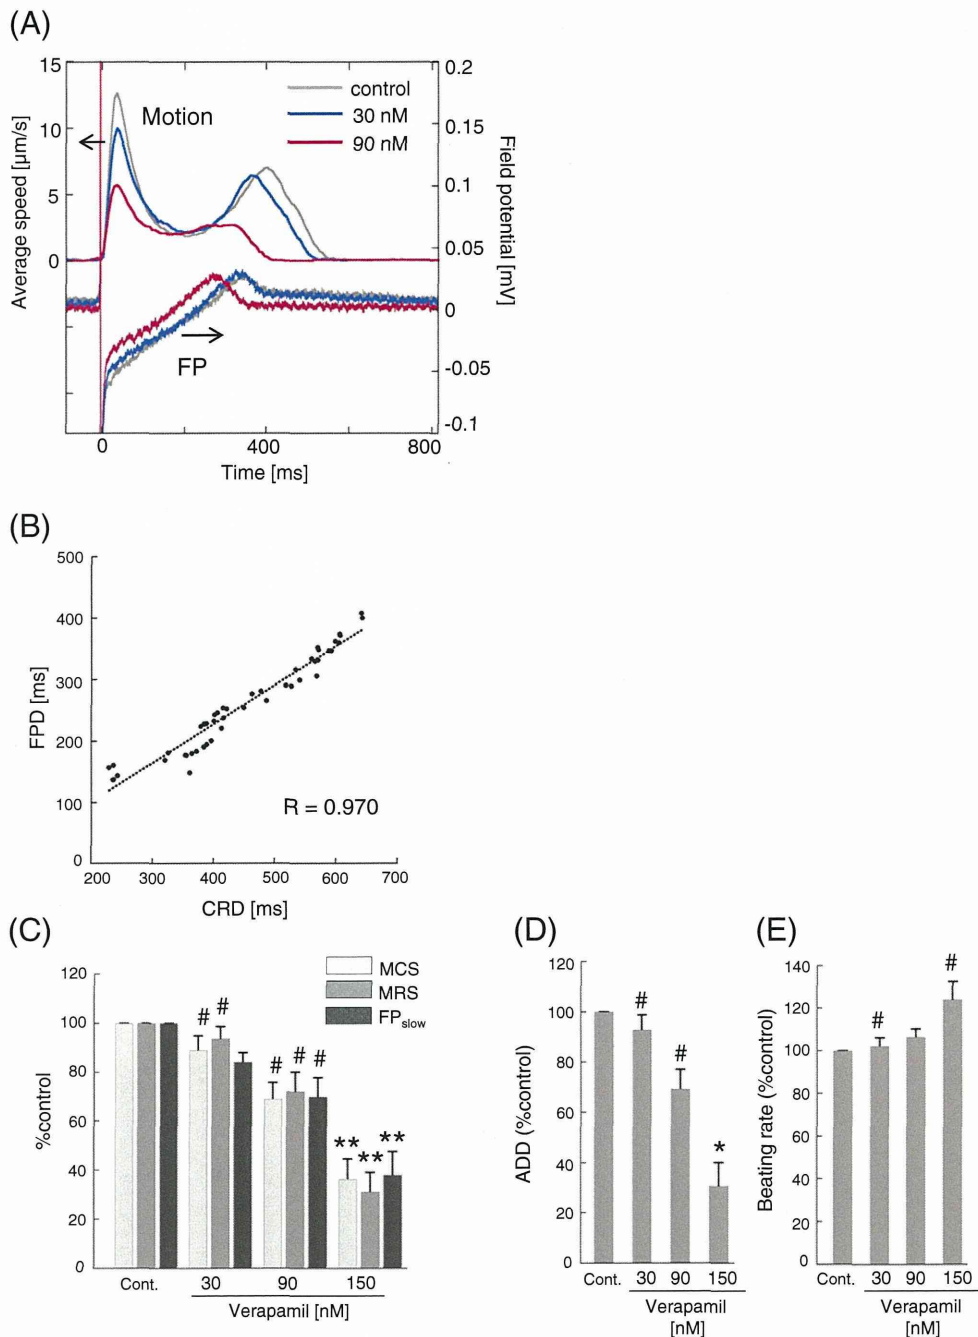 (A)
15
10
5
0
Average speed [μm/s]
Motion
control
30 nM
90 nM
FP
0.2
0.15
0.1
0.05
0
-0.05
-0.1
Field potential [mV]
0 400 800
Time [ms]
(B)
500
400
300
200
100
0
FPD [ms]
R = 0.970
200 300 400 500 600 700
CRD [ms]
(C)
MCS
MRS
FPslow
120
100
80
60
40
20
0
%control
# #
# # #
** ** **
Cont. 30 90 150
Verapamil [nM]
(D)
120
100
80
60
40
20
0
ADD (%control)
#
#
*
Cont. 30 90 150
Verapamil
[nM]
(E)
140
120
100
80
60
40
20
0
Beating rate (%control)
#
#
Cont. 30 90 150
Verapamil
[nM]